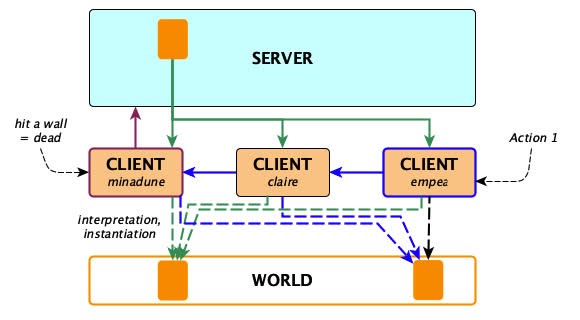 SERVER
hit a wall
= dead
Action 1
CLIENT
minadune
CLIENT
claire
CLIENT
empea
interpretation,
instantiation
WORLD